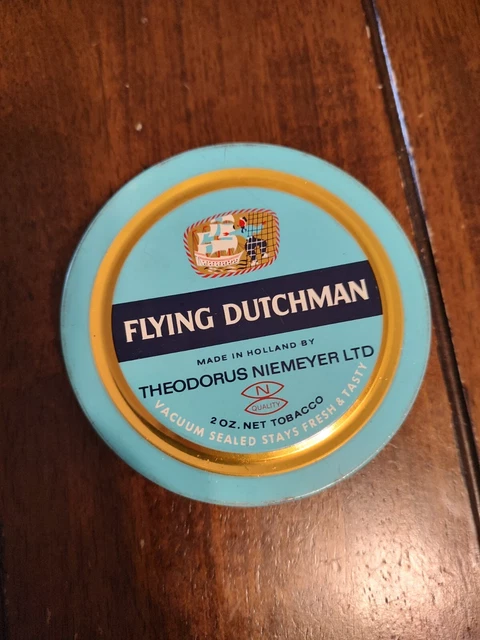 FLYING DUTCHMAN
MADE IN HOLLAND BY
THEODORUS NIEMEYER LTD
N
QUALITY
2 OZ. NET TOBACCO
VACUUM SEALED STAYS FRESH & TASTY